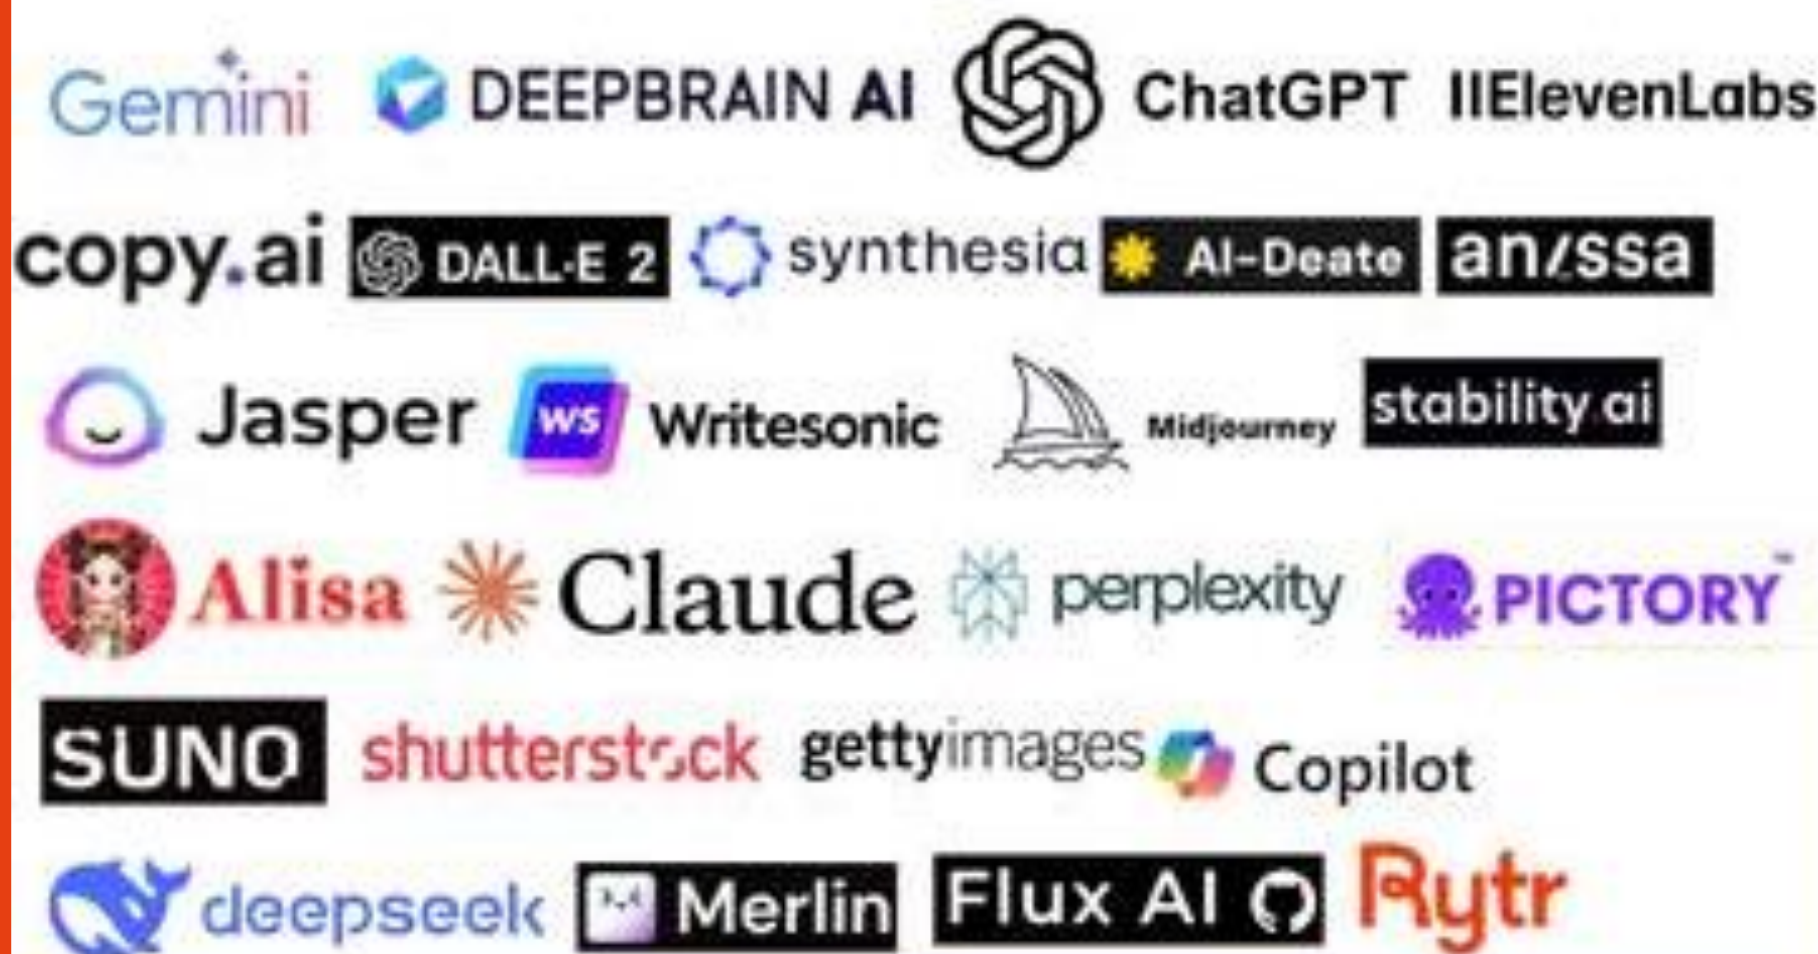 Gemini DEEPBRAIN AI ChatGPT IIElevenLabs
copy.ai DALL·E 2 synthesia AI-Deate an/ssa
Jasper WS Writesonic Midjourney stability ai
Alisa Claude perplexity PICTORY™
SUNO shutterstock gettyimages Copilot
deepseek Merlin Flux AI Rytr